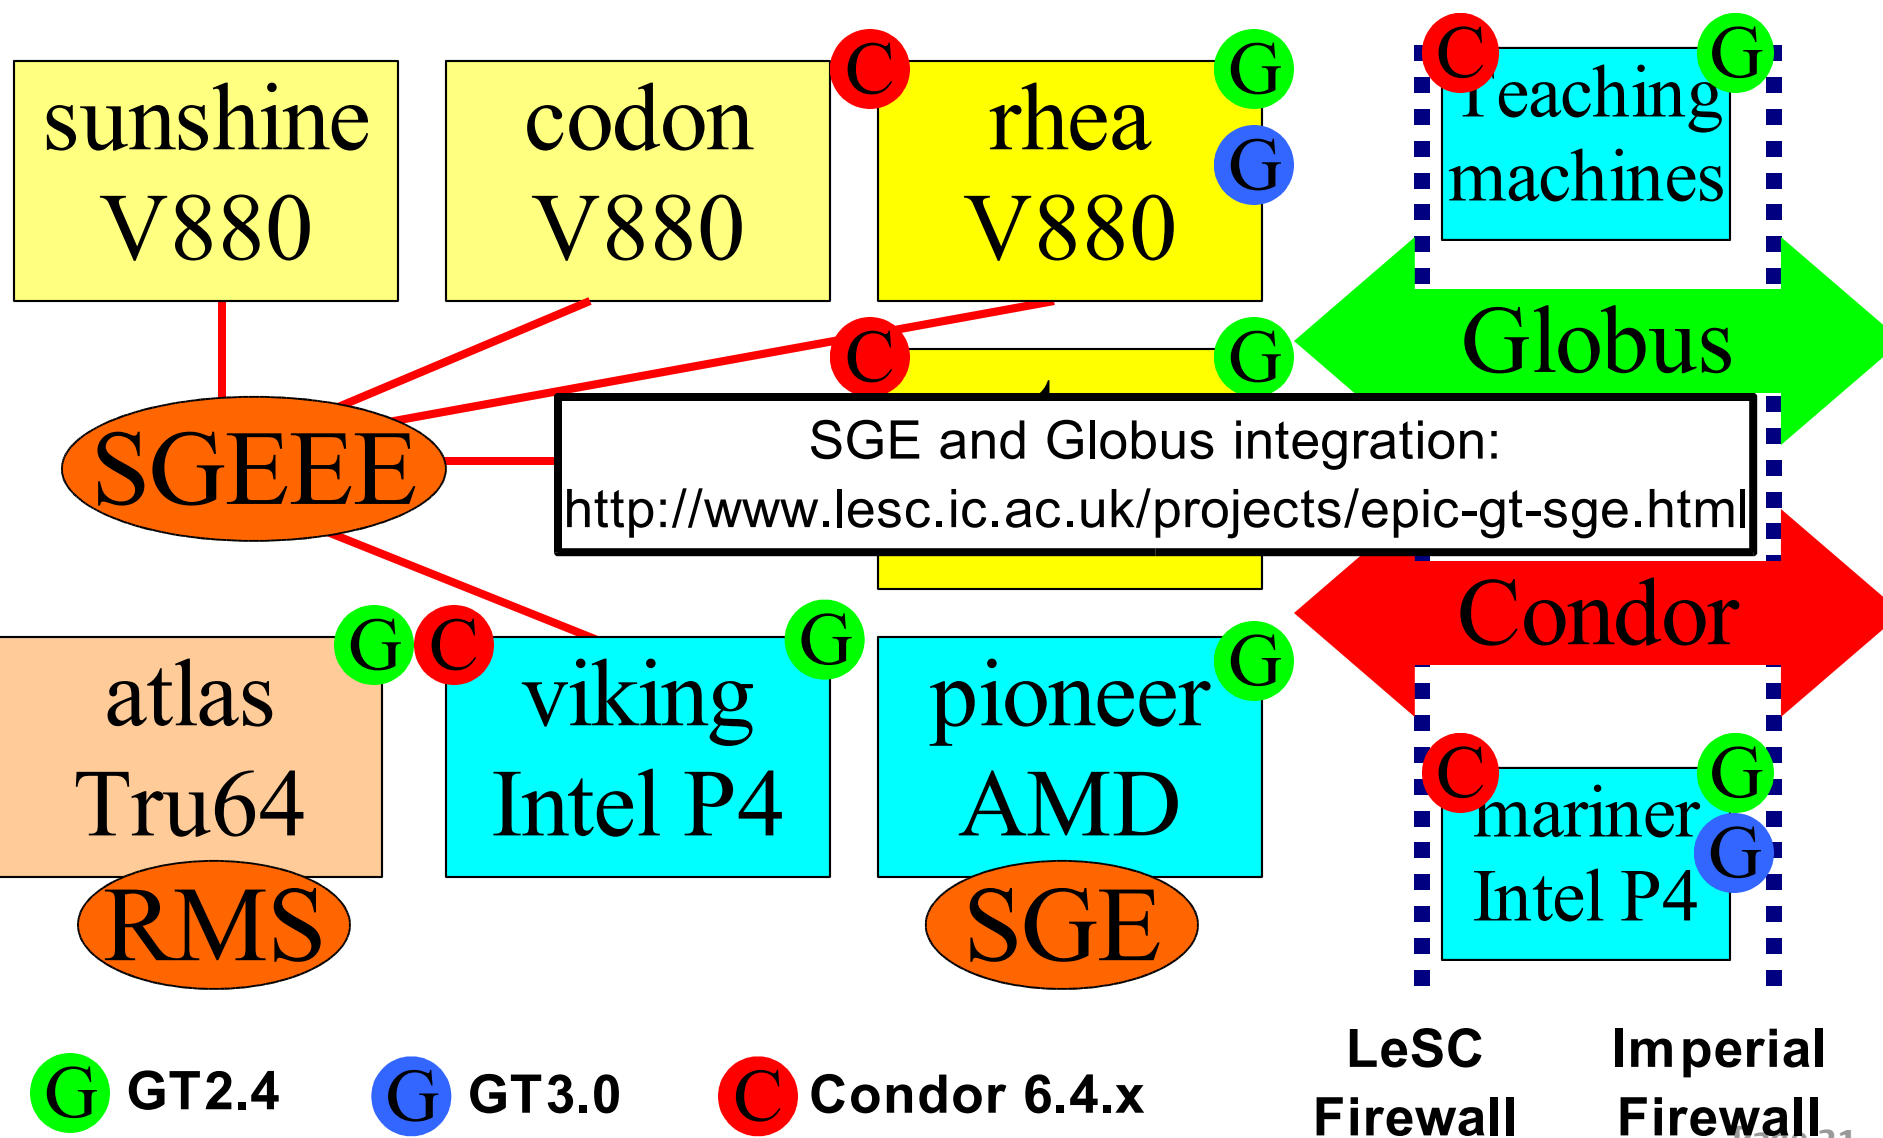 sunshine
V880
codon
V880
C
rhea
V880
G
G
C
G
Teaching
machines
Globus
C
G
SGEEE
SGE and Globus integration:
http://www.lesc.ic.ac.uk/projects/epic-gt-sge.html
Condor
atlas
Tru64
G
RMS
C
viking
Intel P4
G
pioneer
AMD
G
SGE
C
G
mariner
G
Intel P4
G GT2.4
G GT3.0
C Condor 6.4.x
LeSC
Firewall
Imperial
Firewall
21